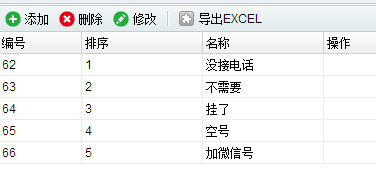 添加 删除 修改 导出EXCEL
编号 排序 名称 操作
62 1 没接电话
63 2 不需要
64 3 挂了
65 4 空号
66 5 加微信号